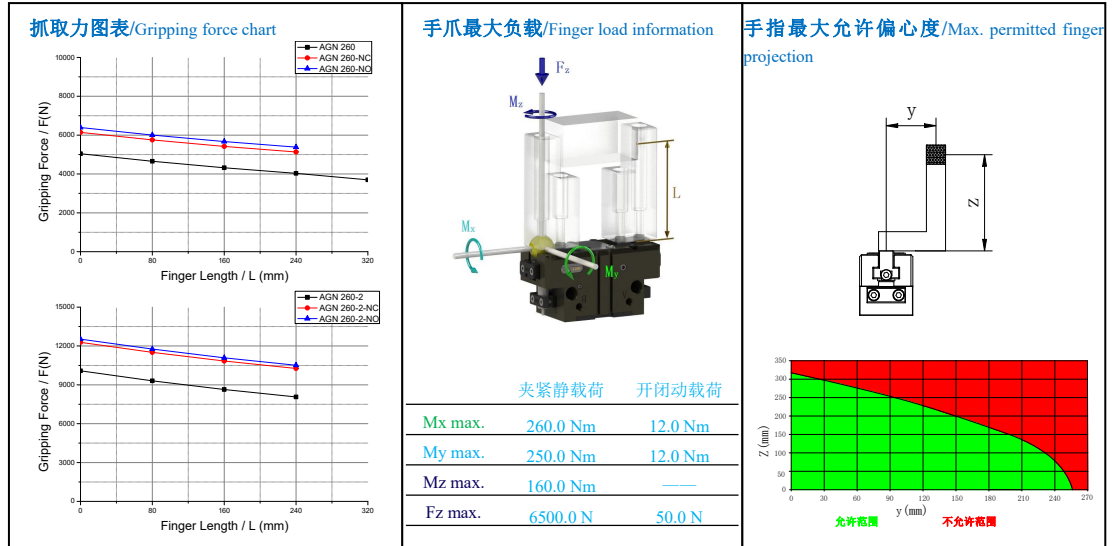 抓取力图表/Gripping force chart
AGN 260
AGN 260-NC
AGN 260-NO
10000
8000
6000
4000
2000
0
Gripping Force / F(N)
0 80 160 240 320
Finger Length / L (mm)
AGN 260-2
AGN 260-2-NC
AGN 260-2-NO
15000
12000
9000
6000
3000
0
Gripping Force / F(N)
0 80 160 240 320
Finger Length / L (mm)
手爪最大负载/Finger load information
Fz
Mz
L
Mx
My
夹紧静载荷 开闭动载荷
Mx max. 260.0 Nm 12.0 Nm
My max. 250.0 Nm 12.0 Nm
Mz max. 160.0 Nm ——
Fz max. 6500.0 N 50.0 N
手指最大允许偏心度/Max. permitted finger
projection
y
Z
350
300
250
200
150
100
50
0
Z(mm)
0 30 60 90 120 150 180 210 240 270
y(mm)
允许范围 不允许范围